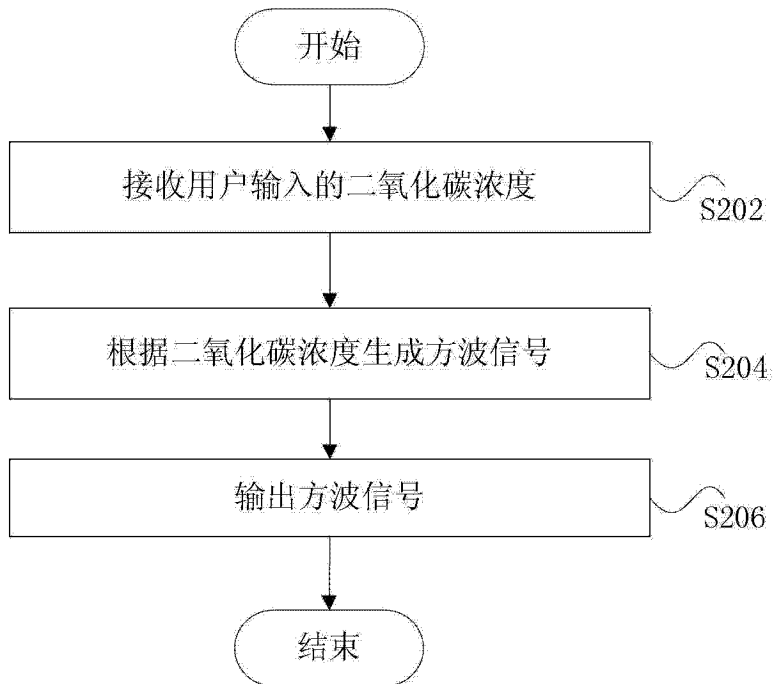 开始
接收用户输入的二氧化碳浓度
S202
根据二氧化碳浓度生成方波信号
S204
输出方波信号
S206
结束